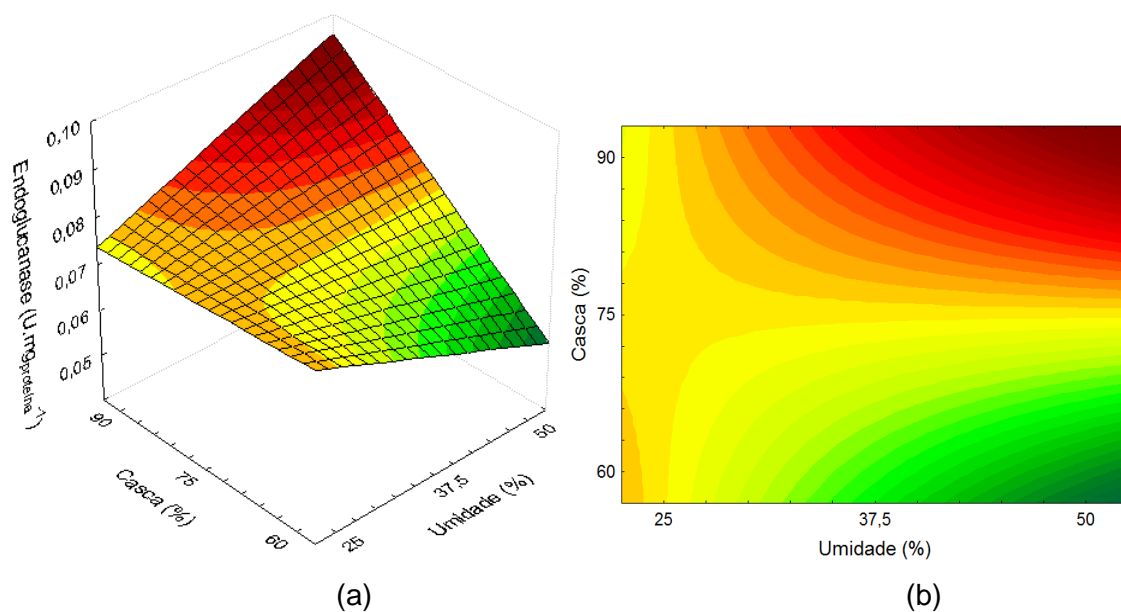 0,10
0,09
0,08
0,07
0,06
0,05
Endoglucanase (U.mgproteína⁻¹)
90
75
60
Casca (%)
25
37,5
50
Umidade (%)
(a)
90
75
60
Casca (%)
25
37,5
50
Umidade (%)
(b)